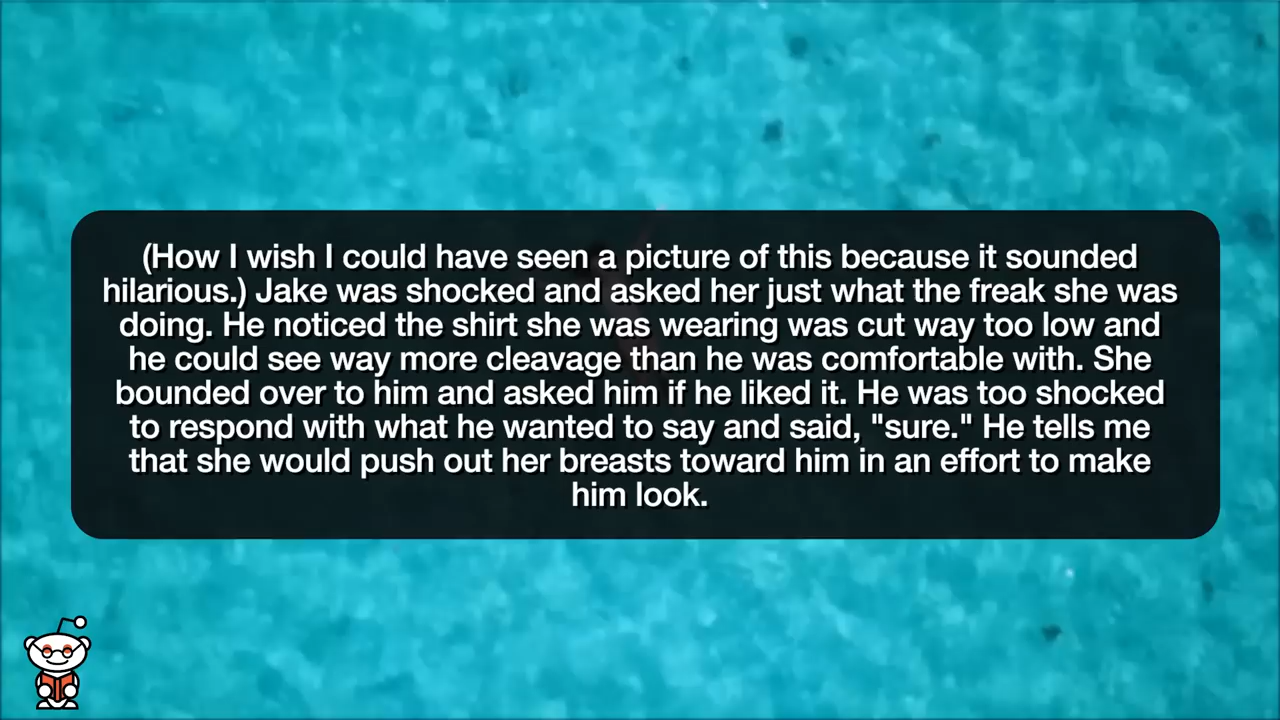 (How I wish I could have seen a picture of this because it sounded
hilarious.) Jake was shocked and asked her just what the freak she was
doing. He noticed the shirt she was wearing was cut way too low and
he could see way more cleavage than he was comfortable with. She
bounded over to him and asked him if he liked it. He was too shocked
to respond with what he wanted to say and said, "sure." He tells me
that she would push out her breasts toward him in an effort to make
him look.